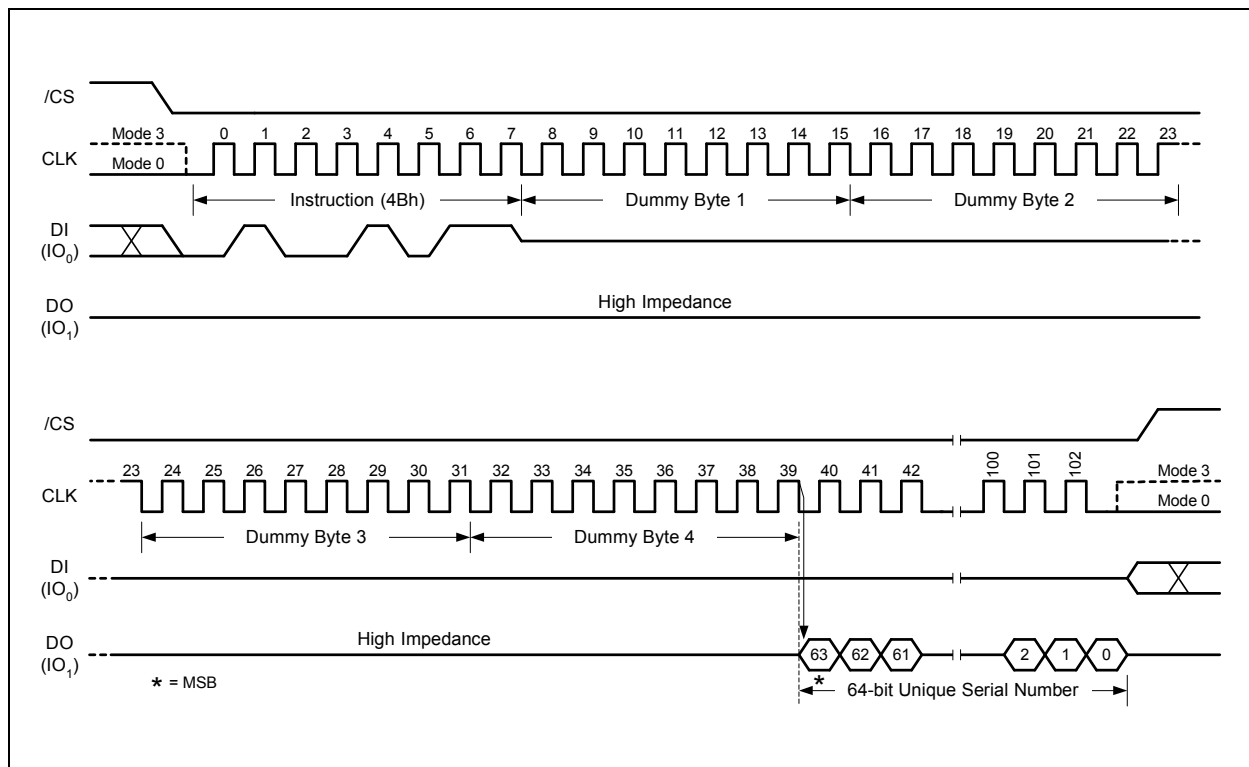 /CS
Mode 3 0 1 2 3 4 5 6 7 8 9 10 11 12 13 14 15 16 17 18 19 20 21 22 23
CLK
Mode 0
Instruction (4Bh) Dummy Byte 1 Dummy Byte 2
DI
(IO0)
High Impedance
DO
(IO1)
/CS
23 24 25 26 27 28 29 30 31 32 33 34 35 36 37 38 39 40 41 42 100 101 102 Mode 3
CLK
Mode 0
Dummy Byte 3 Dummy Byte 4
DI
(IO0)
DO
(IO1)
High Impedance
63 62 61 2 1 0
* = MSB
*
64-bit Unique Serial Number